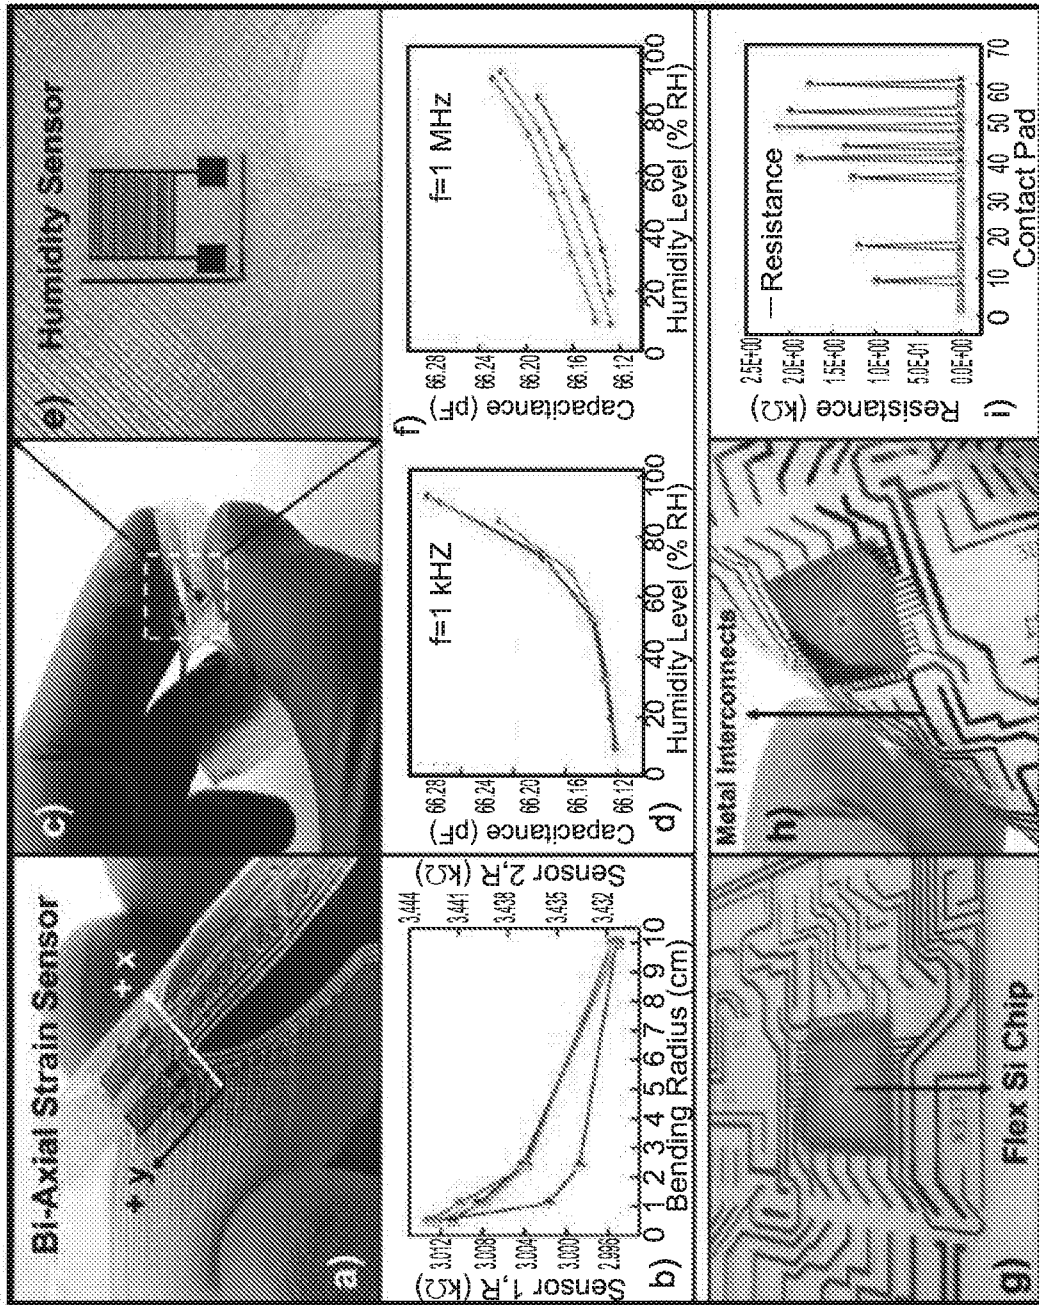 a)
Bi-Axial Strain Sensor
+ x
+ y
c)
e) Humidity Sensor
b)
Sensor 1,R (kΩ)
3.012
3.008
3.004
3.000
2.996
0 1 2 3 4 5 6 7 8 9 10
Bending Radius (cm)
Sensor 2,R (kΩ)
3.444
3.441
3.438
3.435
3.432
d)
Capacitance (pF)
66.28
66.24
66.20
66.16
66.12
f=1 kHZ
0 20 40 60 80 100
Humidity Level (% RH)
f)
Capacitance (pF)
66.28
66.24
66.20
66.16
66.12
f=1 MHz
0 20 40 60 80 100
Humidity Level (% RH)
g)
Flex Si Chip
h)
Metal Interconnects
i)
Resistance (kΩ)
2.5E+00
2.0E+00
1.5E+00
1.0E+00
5.0E-01
0.0E+00
Resistance
0 10 20 30 40 50 60 70
Contact Pad